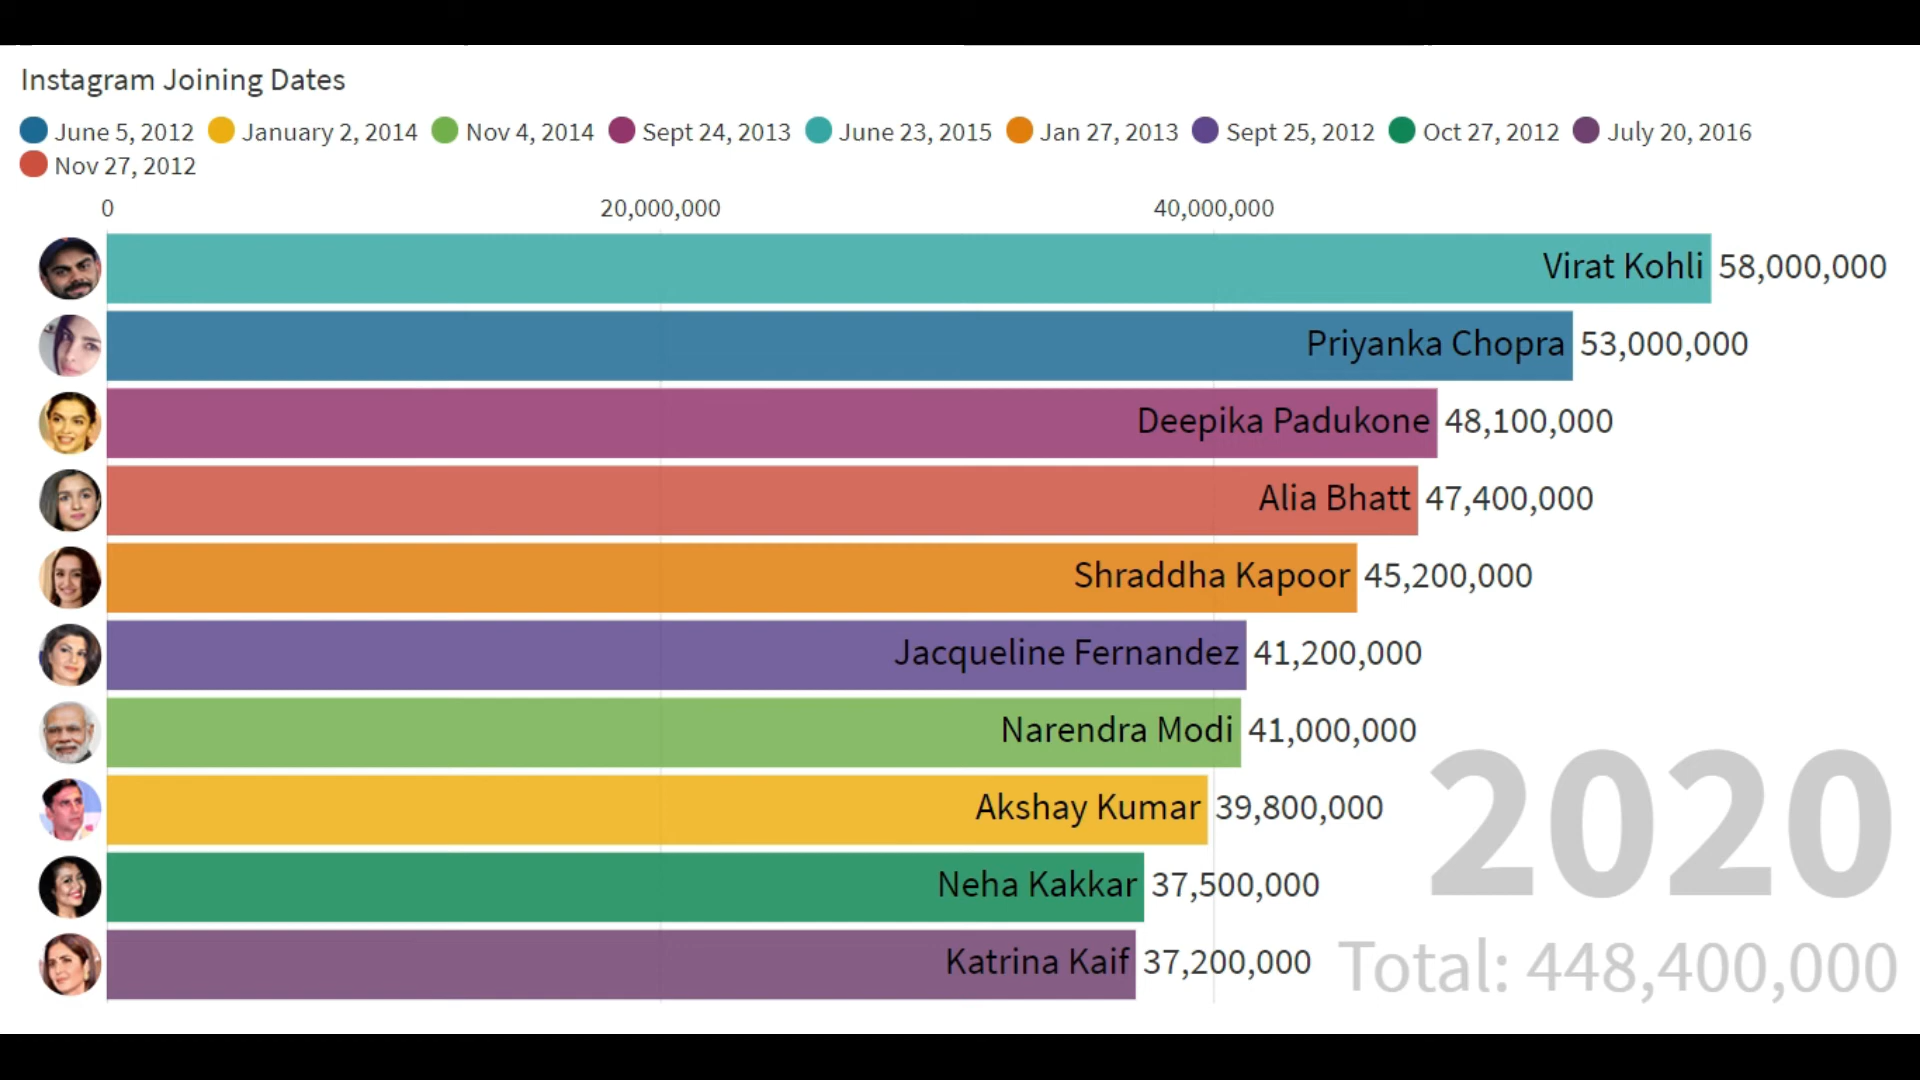 Instagram Joining Dates
June 5, 2012 January 2, 2014 Nov 4, 2014 Sept 24, 2013 June 23, 2015 Jan 27, 2013 Sept 25, 2012 Oct 27, 2012 July 20, 2016
Nov 27, 2012
0 20,000,000 40,000,000
Virat Kohli 58,000,000
Priyanka Chopra 53,000,000
Deepika Padukone 48,100,000
Alia Bhatt 47,400,000
Shraddha Kapoor 45,200,000
Jacqueline Fernandez 41,200,000
Narendra Modi 41,000,000
Akshay Kumar 39,800,000
2020
Neha Kakkar 37,500,000
Katrina Kaif 37,200,000
Total: 448,400,000